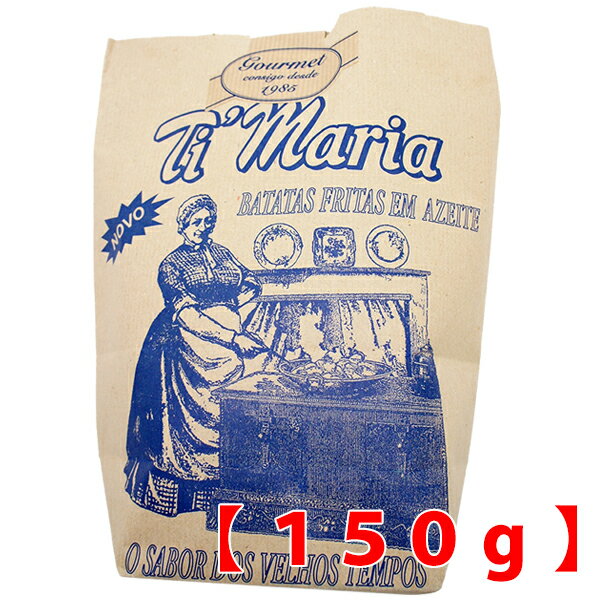 Gourmet
consigo desde
1985
Ti' Maria
BATATAS FRITAS EM AZEITE
NOVO
【150g】
O SABOR DOS VELHOS TEMPOS